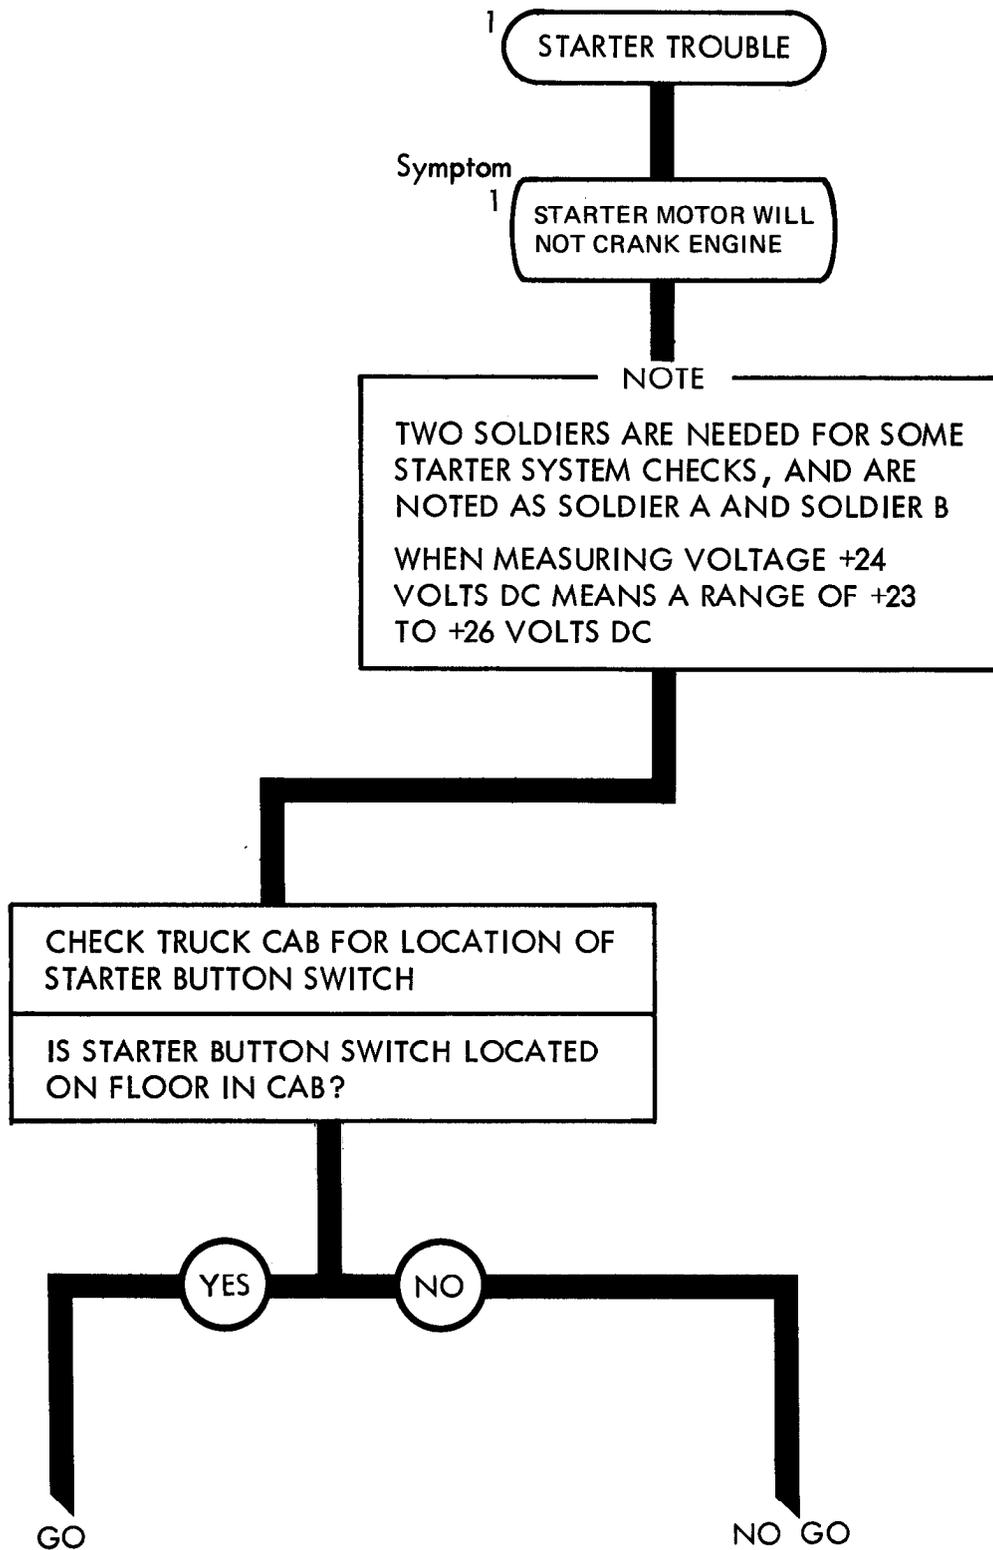 1
STARTER TROUBLE
Symptom
1
STARTER MOTOR WILL
NOT CRANK ENGINE
NOTE
TWO SOLDIERS ARE NEEDED FOR SOME
STARTER SYSTEM CHECKS, AND ARE
NOTED AS SOLDIER A AND SOLDIER B
WHEN MEASURING VOLTAGE +24
VOLTS DC MEANS A RANGE OF +23
TO +26 VOLTS DC
CHECK TRUCK CAB FOR LOCATION OF
STARTER BUTTON SWITCH
IS STARTER BUTTON SWITCH LOCATED
ON FLOOR IN CAB?
YES
NO
GO
NO GO